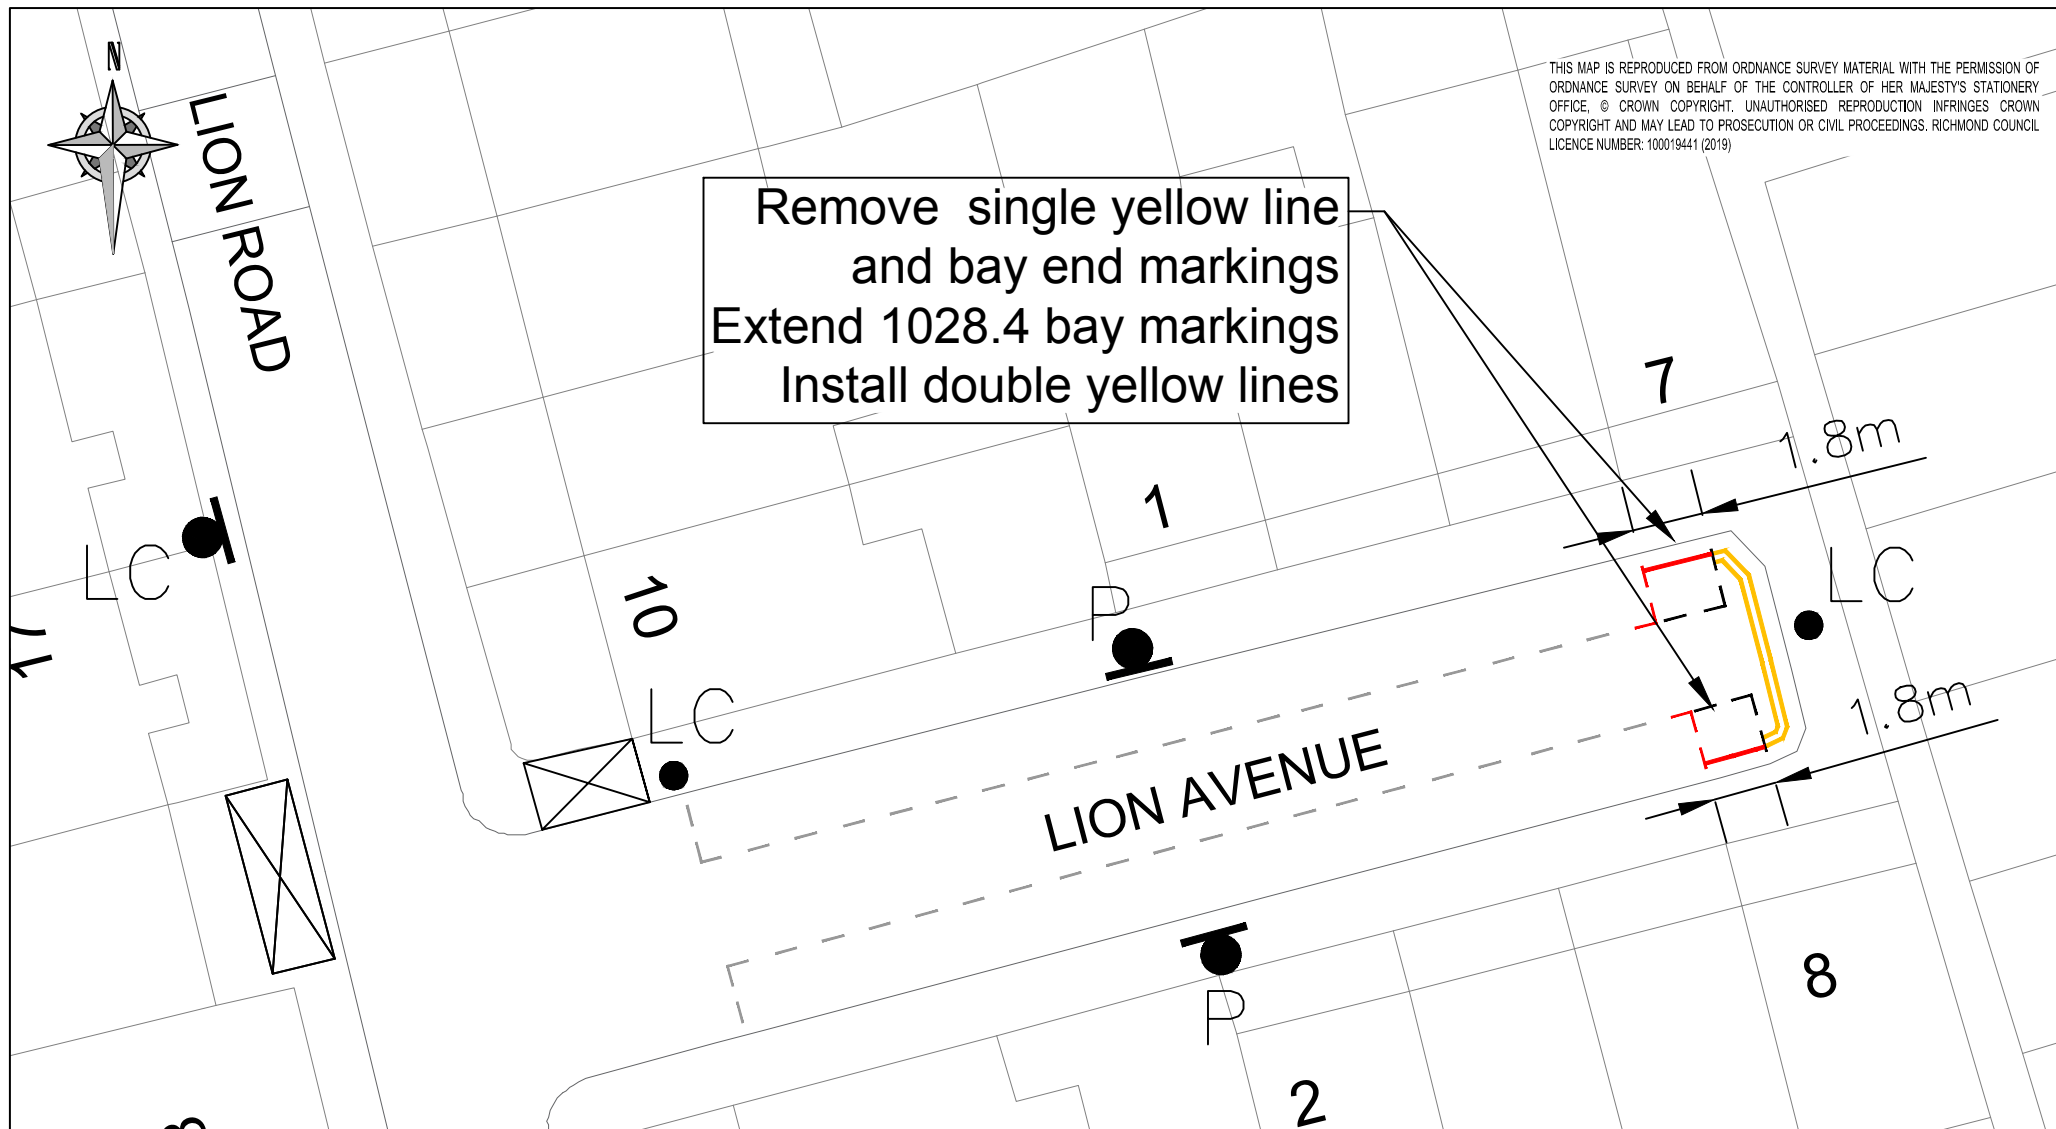 N
LION ROAD
THIS MAP IS REPRODUCED FROM ORDNANCE SURVEY MATERIAL WITH THE PERMISSION OF
ORDNANCE SURVEY ON BEHALF OF THE CONTROLLER OF HER MAJESTY'S STATIONERY
OFFICE, © CROWN COPYRIGHT. UNAUTHORISED REPRODUCTION INFRINGES CROWN
COPYRIGHT AND MAY LEAD TO PROSECUTION OR CIVIL PROCEEDINGS. RICHMOND COUNCIL
LICENCE NUMBER: 100019441 (2019)
Remove single yellow line
and bay end markings
Extend 1028.4 bay markings
Install double yellow lines
7
1.8m
1
LC
LC
10
P
17
LC
1.8m
LION AVENUE
8
P
2